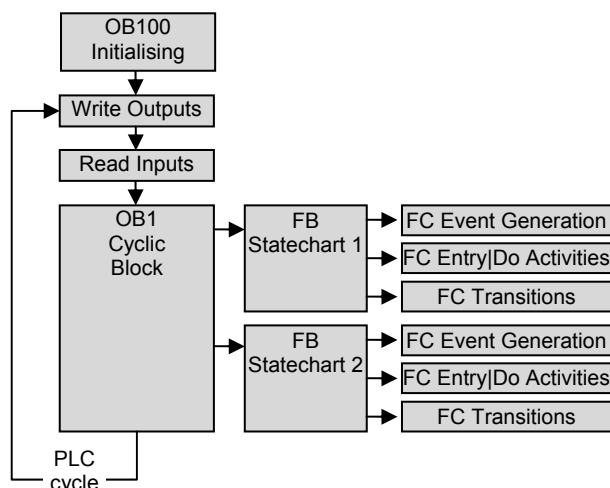 OB100
Initialising
Write Outputs
Read Inputs
OB1
Cyclic
Block
FB
Statechart 1
FC Event Generation
FC Entry|Do Activities
FC Transitions
FB
Statechart 2
FC Event Generation
FC Entry|Do Activities
FC Transitions
PLC
cycle